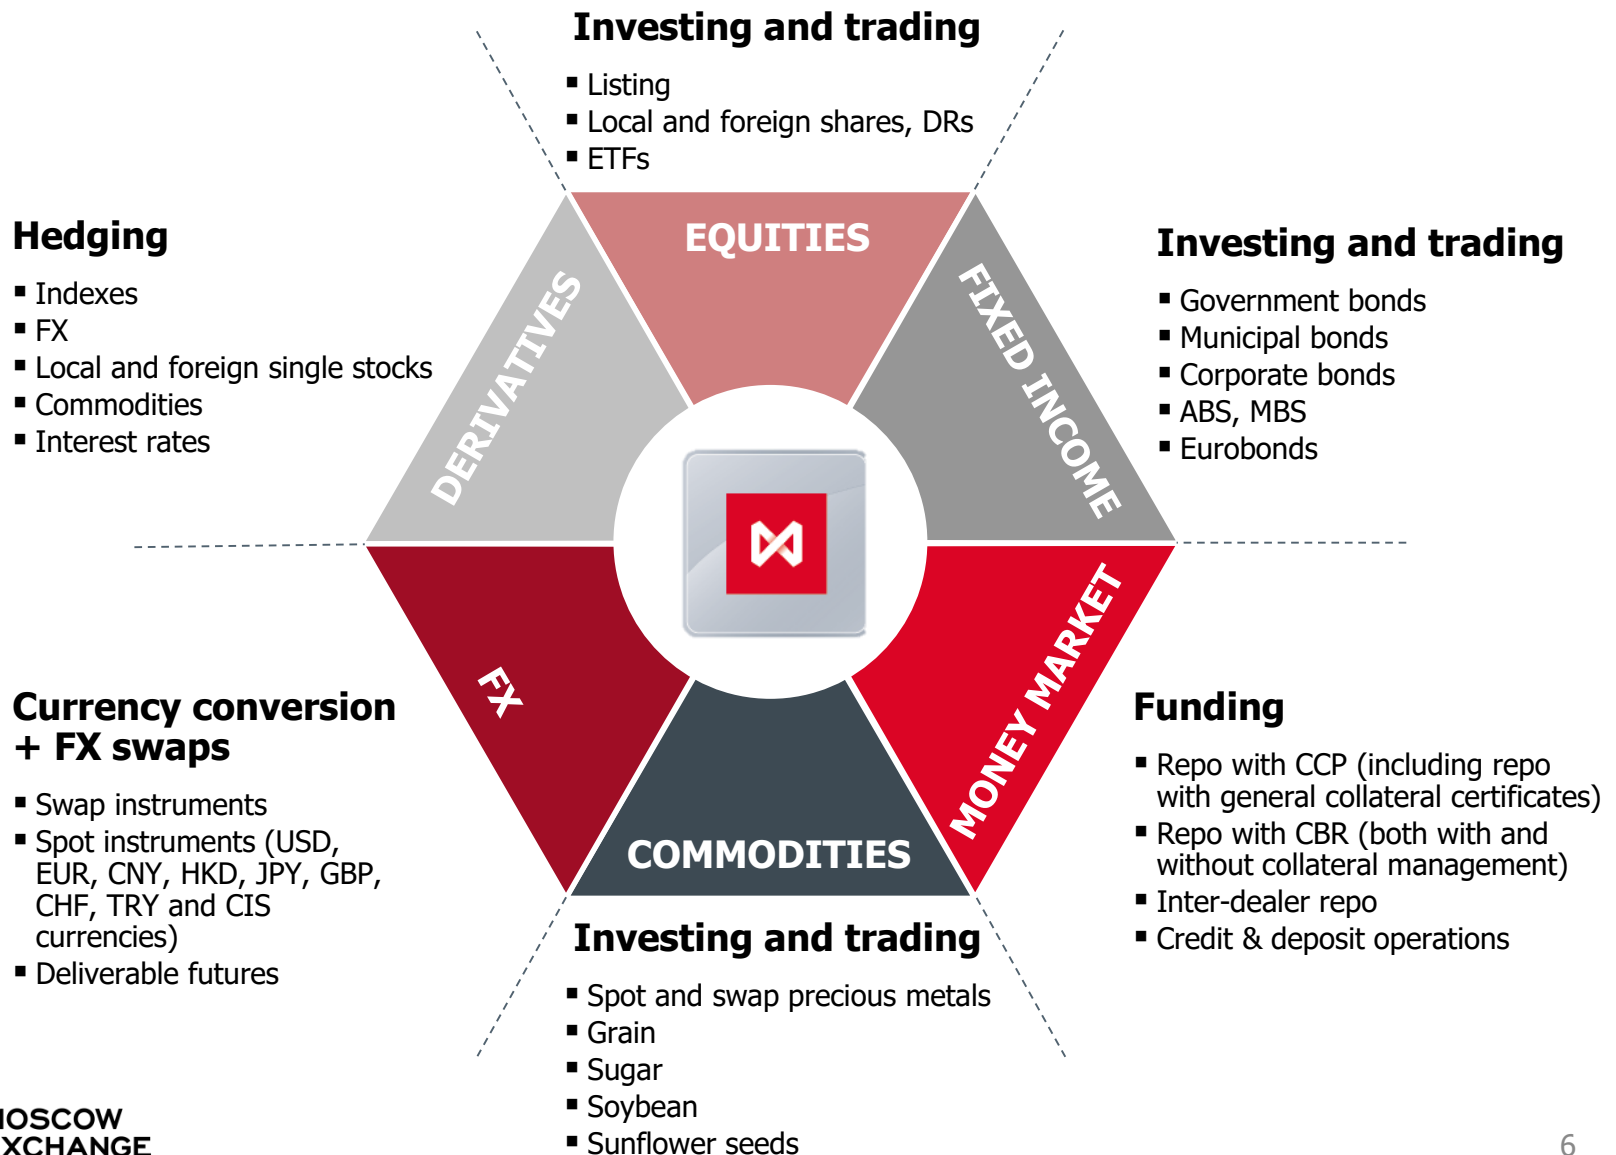 Investing and trading
▪ Listing
▪ Local and foreign shares, DRs
▪ ETFs
EQUITIES
Hedging
▪ Indexes
▪ FX
▪ Local and foreign single stocks
▪ Commodities
▪ Interest rates
DERIVATIVES
FIXED INCOME
Investing and trading
▪ Government bonds
▪ Municipal bonds
▪ Corporate bonds
▪ ABS, MBS
▪ Eurobonds
FX
Currency conversion
+ FX swaps
▪ Swap instruments
▪ Spot instruments (USD,
EUR, CNY, HKD, JPY, GBP,
CHF, TRY and CIS
currencies)
▪ Deliverable futures
MONEY MARKET
Funding
▪ Repo with CCP (including repo
with general collateral certificates)
▪ Repo with CBR (both with and
without collateral management)
▪ Inter-dealer repo
▪ Credit & deposit operations
COMMODITIES
Investing and trading
▪ Spot and swap precious metals
▪ Grain
▪ Sugar
▪ Soybean
▪ Sunflower seeds
MOSCOW
EXCHANGE
6